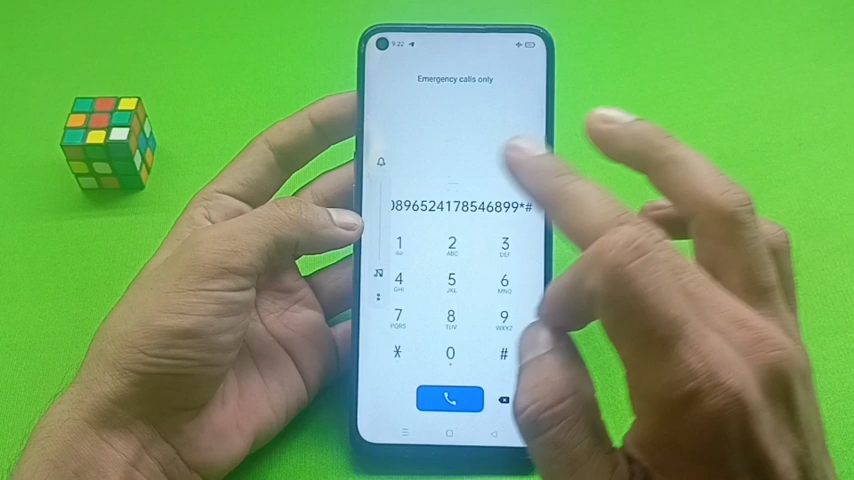 9:22
Emergency calls only
0896524178546899*#
1 2 3
ABC DEF
4 5 6
GHI JKL MNO
7 8 9
PQRS TUV WXYZ
* 0 #
+